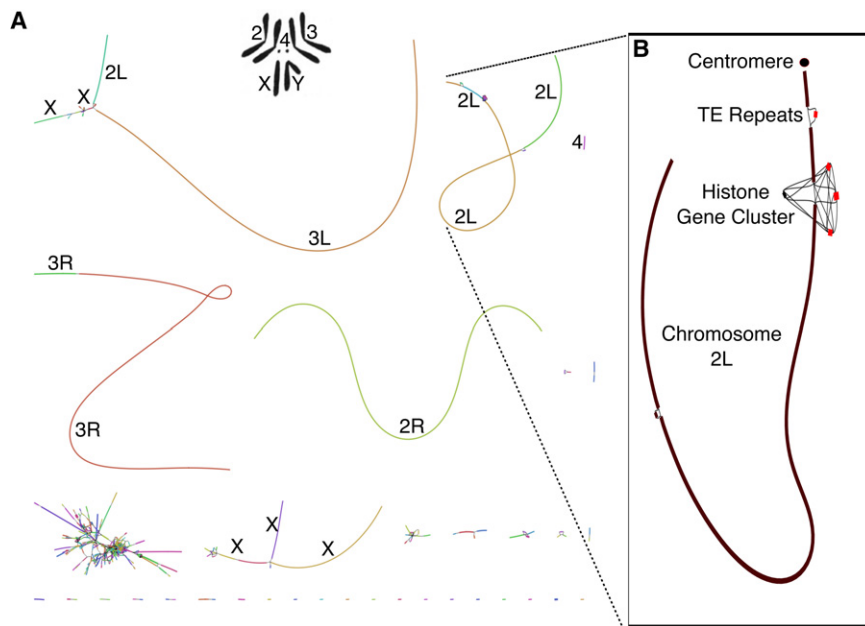 A
B
2
3
4
X
Y
2L
X
X
3L
2L
2L
4
2L
3R
3R
2R
X
X
X
Centromere
TE Repeats
Histone
Gene Cluster
Chromosome
2L